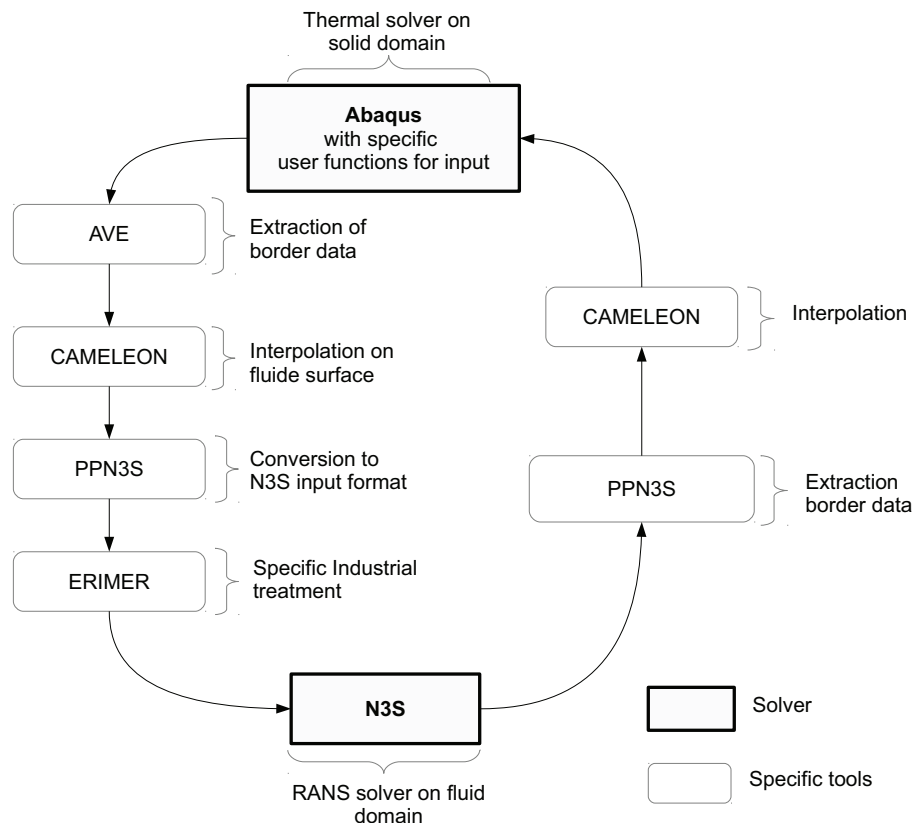 Thermal solver on
solid domain
Abaqus
with specific
user functions for input
AVE
Extraction of
border data
CAMELEON
Interpolation on
fluide surface
PPN3S
Conversion to
N3S input format
ERIMER
Specific Industrial
treatment
N3S
RANS solver on fluid
domain
CAMELEON
Interpolation
PPN3S
Extraction
border data
Solver
Specific tools